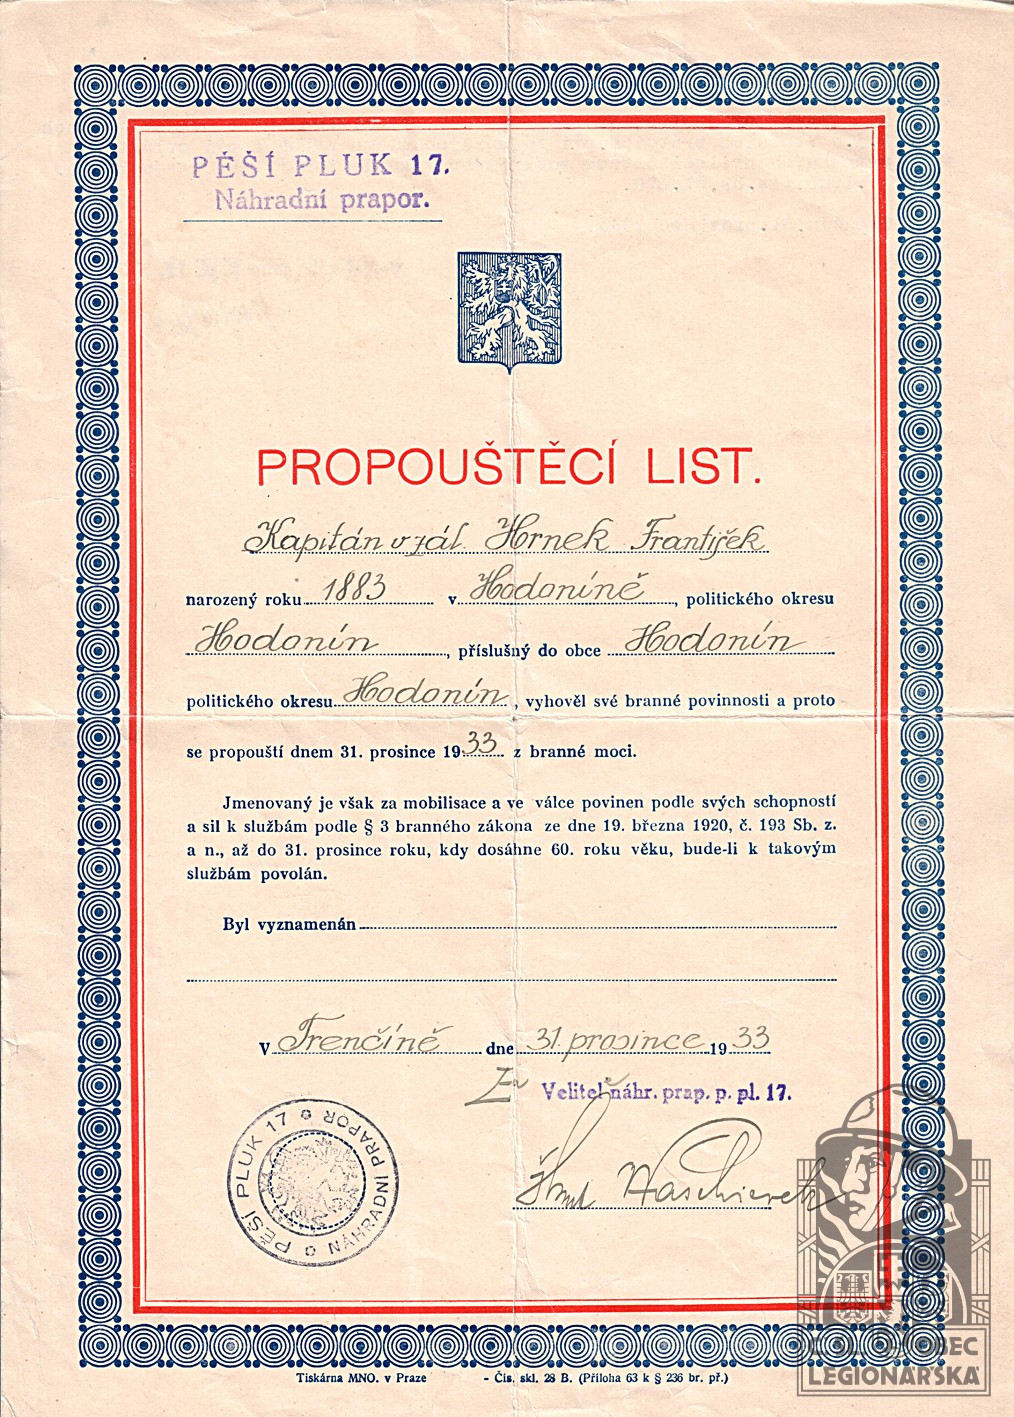 PĚŠÍ PLUK 17.
Náhradní prapor.
PROPOUŠTĚCÍ LIST.
Kapitán v zál. Hrnek František
narozený roku 1883 v Hodoníně, politického okresu
Hodonín, příslušný do obce Hodonín
politického okresu Hodonín, vyhověl své branné povinnosti a proto
se propouští dnem 31. prosince 1933 z branné moci.
Jmenovaný je však za mobilisace a ve válce povinen podle svých schopností
a sil k službám podle § 3 branného zákona ze dne 19. března 1920, č. 193 Sb. z.
a n., až do 31. prosince roku, kdy dosáhne 60. roku věku, bude-li k takovým
službám povolán.
Byl vyznamenán
V Trenčíně dne 31 prosince 1933
Za Velitel náhr. prap. p. pl. 17.
PĚŠÍ PLUK 17 NÁHRADNÍ PRAPOR
Tiskárna MNO. v Praze - Čís. skl. 28 B. (Příloha 63 k § 236 br. př.)
ČSL. OBEC
LEGIONÁŘSKÁ